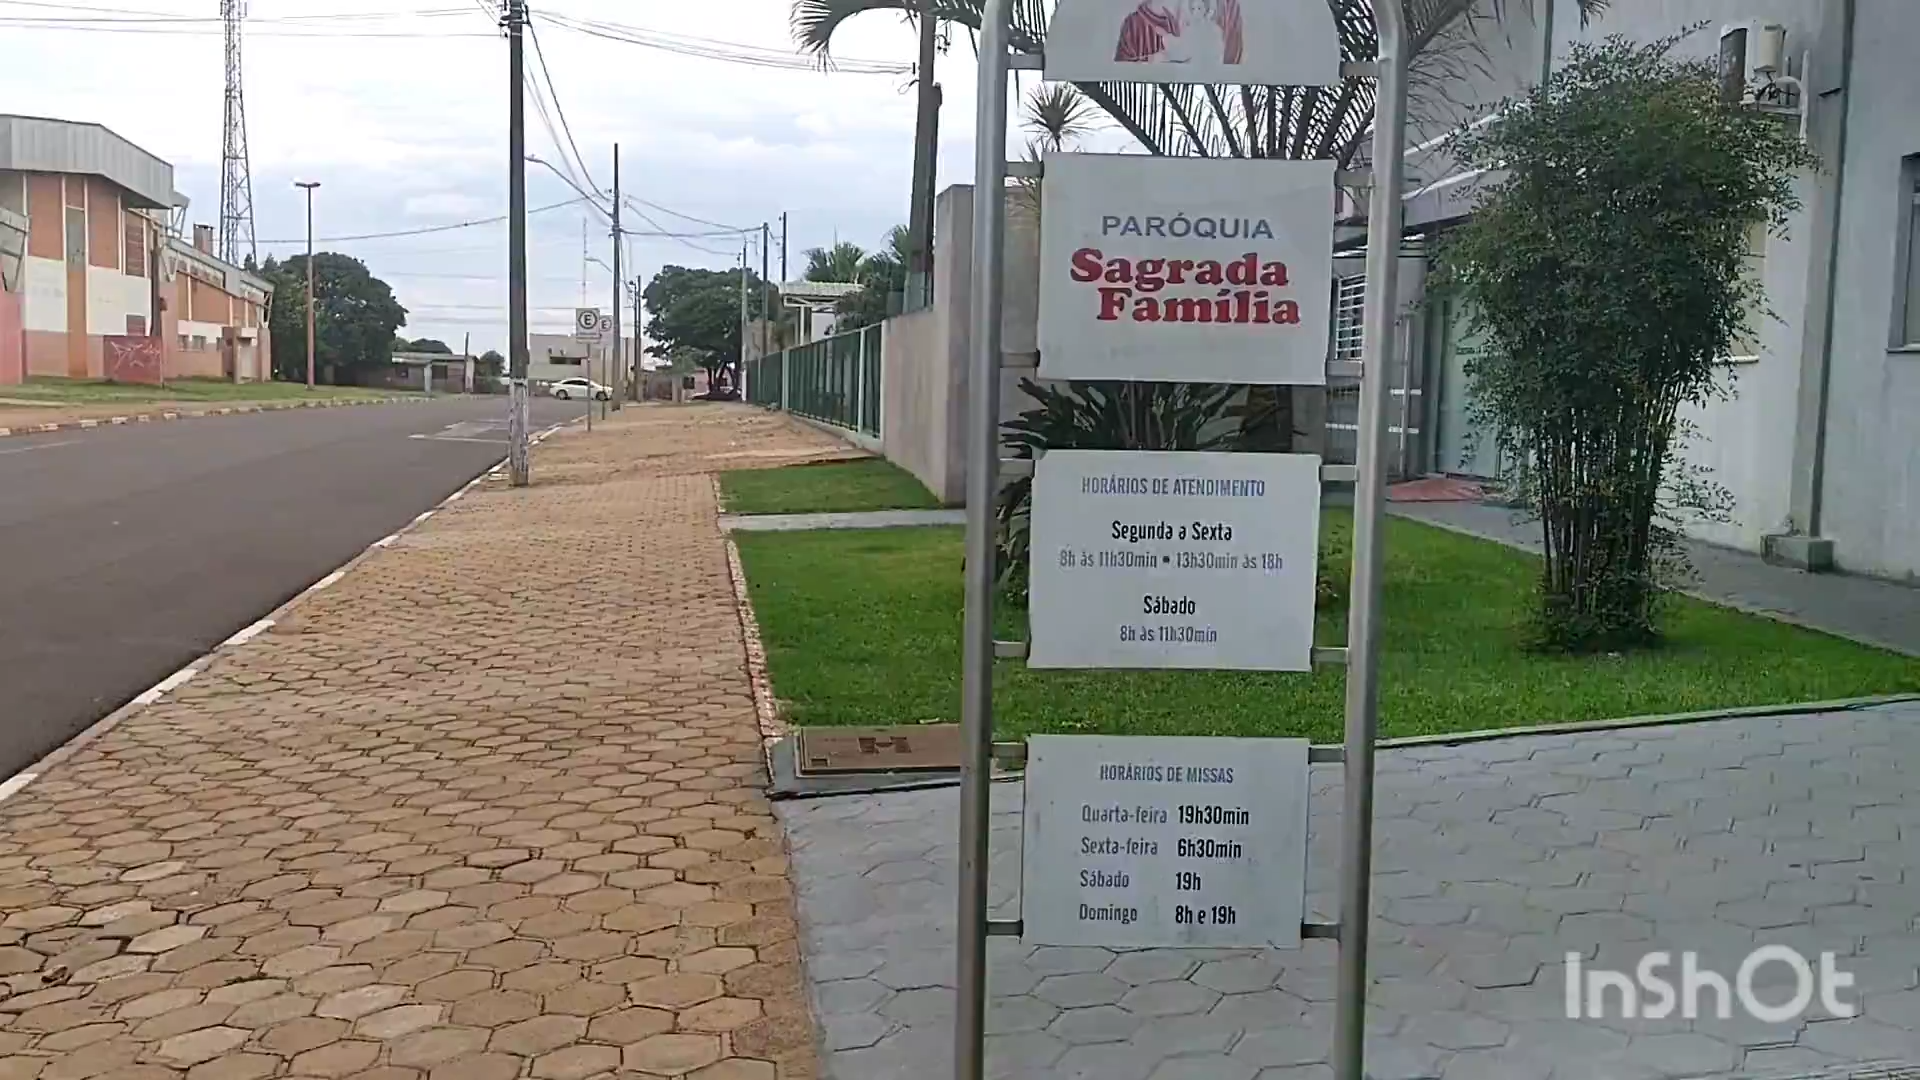 PARÓQUIA
Sagrada
Família
HORÁRIOS DE ATENDIMENTO
Segunda a Sexta
8h às 11h30min • 13h30min às 18h
Sábado
8h às 11h30min
HORÁRIOS DE MISSAS
Quarta-feira 19h30min
Sexta-feira 6h30min
Sábado 19h
Domingo 8h e 19h
E
E
InShOt